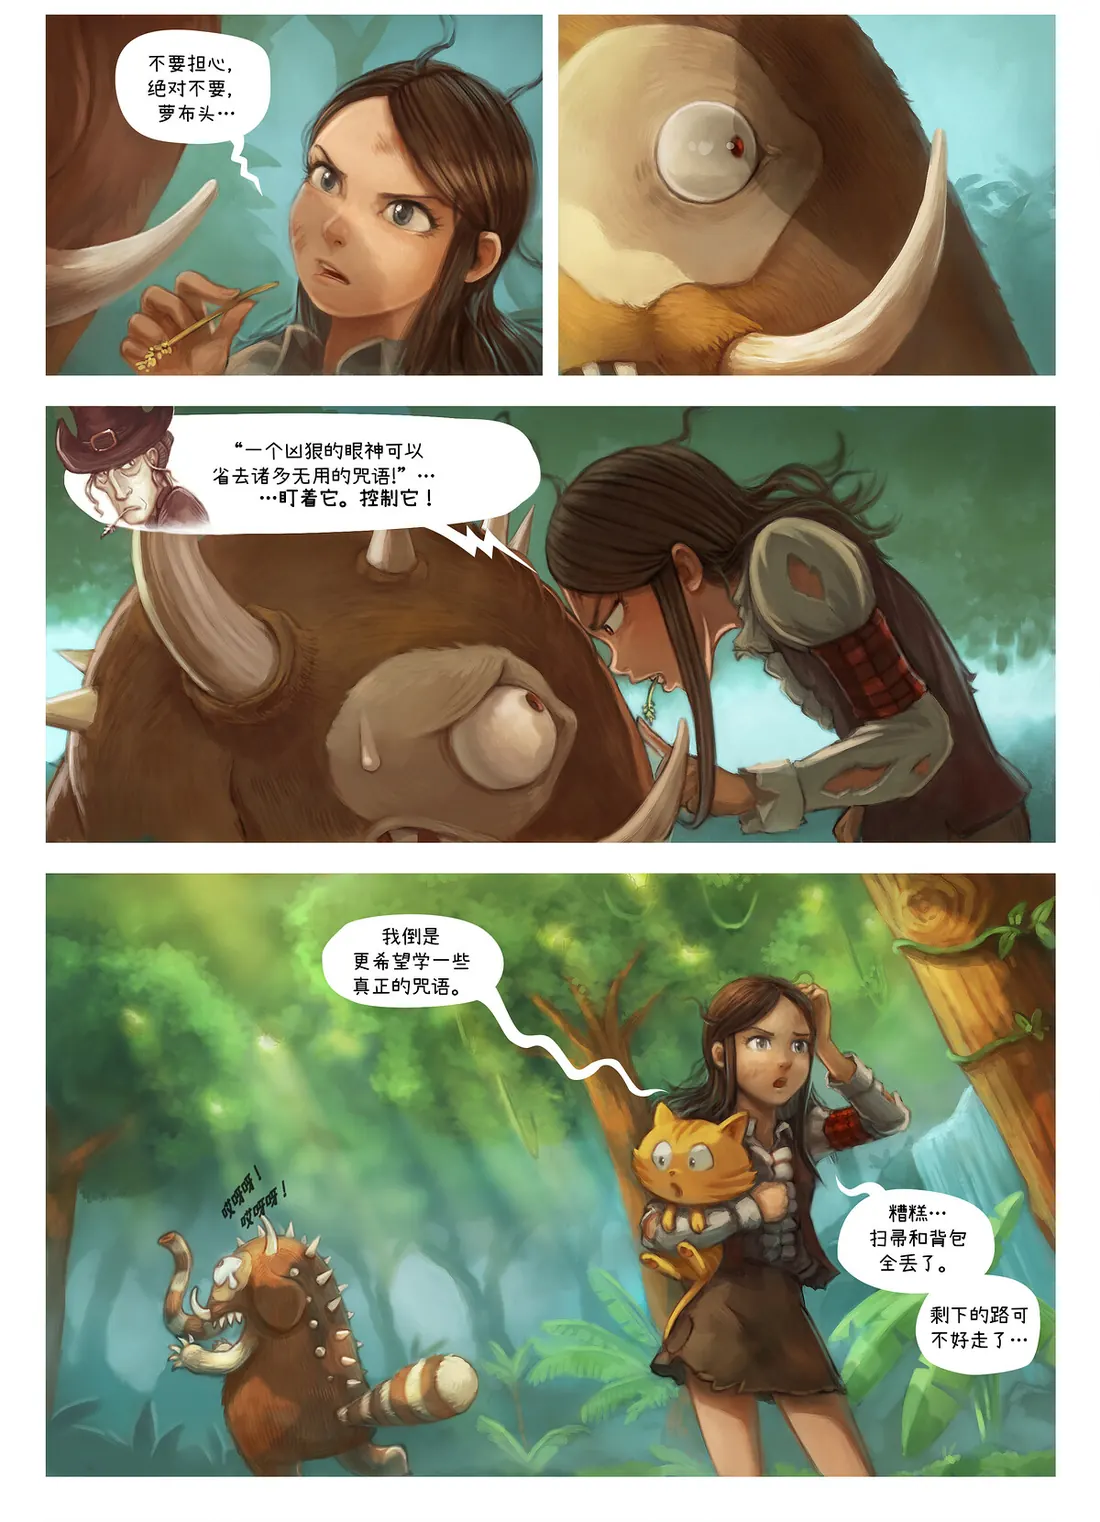 不要担心，
绝对不要，
萝布头…
“一个凶狠的眼神可以
省去诸多无用的咒语！”…
…盯着它。控制它！
我倒是
更希望学一些
真正的咒语。
哎呀呀！
哎呀呀！
糟糕…
扫帚和背包
全丢了。
剩下的路可
不好走了…